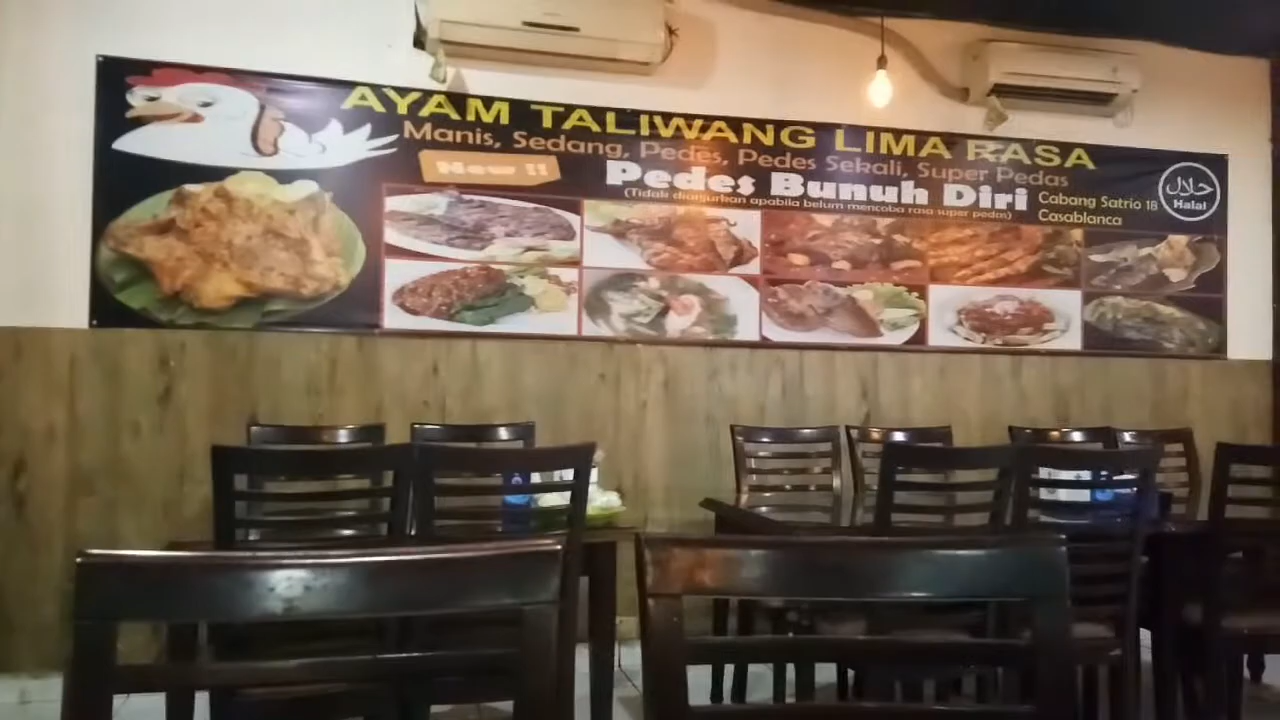 AYAM TALIWANG LIMA RASA
Manis, Sedang, Pedes, Pedes Sekali, Super Pedas
New !!
Pedes Bunuh Diri
(Tidak dianjurkan apabila belum mencoba rasa super pedas)
Cabang Satrio 18
Casablanca
حلال
Halal